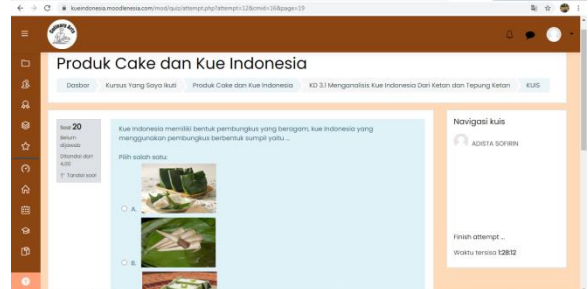 kueindonesia.moodlenesia.com/mod/quiz/attempt.php?attempt=128&cmid=168&page=19
Produk Cake dan Kue Indonesia
Dasbor
Kursus Yang Saya Ikuti
Produk Cake dan Kue Indonesia
KD 3.1 Menganalisis Kue Indonesia Dari Ketan dan Tepung Ketan
KUIS
Soal 20
Belum
dijawab
Ditandai dari
4,00
Tandai soal
Kue Indonesia memiliki bentuk pembungkus yang beragam, kue Indonesia yang
menggunakan pembungkus berbentuk sumpil yaitu ...
Pilih salah satu:
A.
B.
Navigasi kuis
ADISTA SOFIRIN
Finish attempt ...
Waktu tersisa 1:28:12